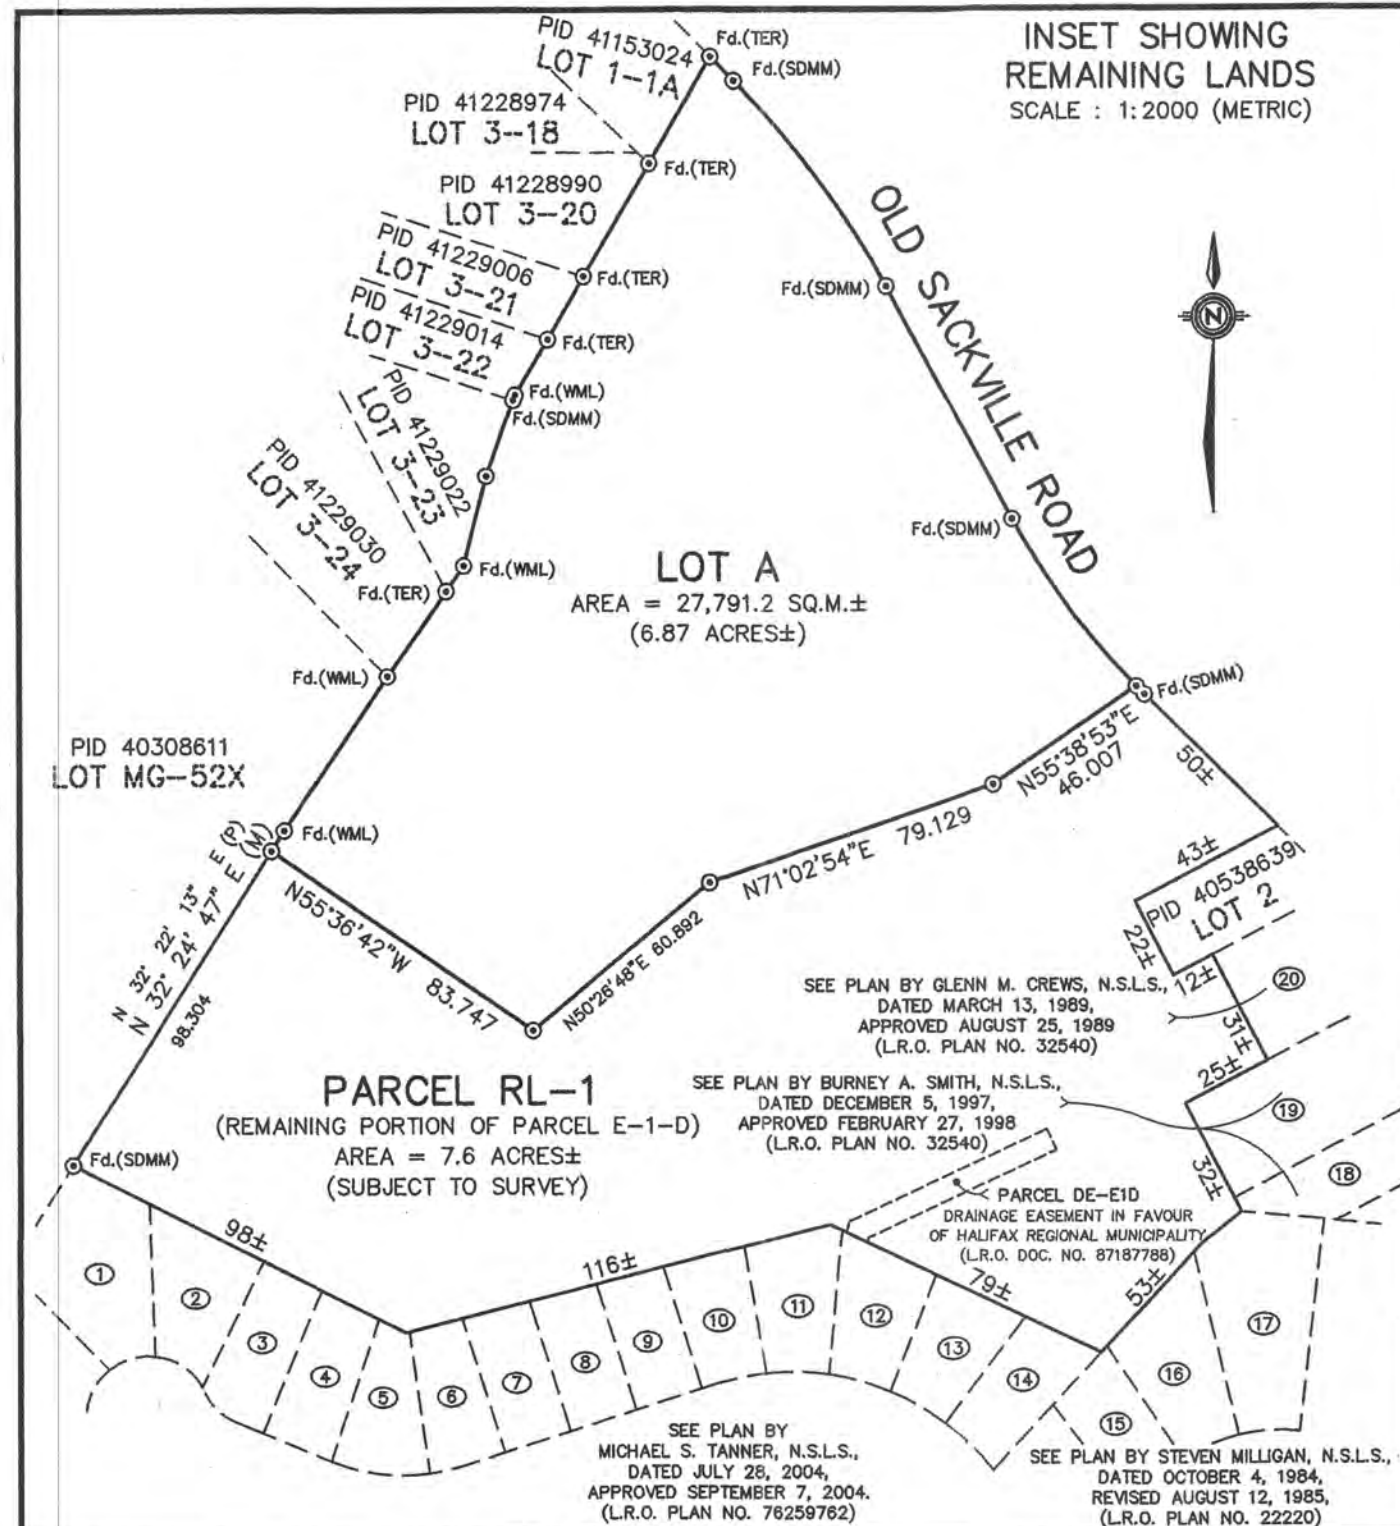 INSET SHOWING
REMAINING LANDS
SCALE : 1:2000 (METRIC)
PID 41153024
LOT 1-1A
Fd.(TER)
Fd.(SDMM)
PID 41228974
LOT 3-18
Fd.(TER)
PID 41228990
LOT 3-20
Fd.(TER)
PID 41229006
LOT 3-21
Fd.(TER)
PID 41229014
LOT 3-22
Fd.(WML)
Fd.(SDMM)
PID 41229022
LOT 3-23
Fd.(WML)
PID 41229030
LOT 3-24
Fd.(TER)
Fd.(WML)
OLD SACKVILLE ROAD
Fd.(SDMM)
Fd.(SDMM)
Fd.(SDMM)
N
LOT A
AREA = 27,791.2 SQ.M.±
(6.87 ACRES±)
PID 40308611
LOT MG-52X
Fd.(WML)
N 32° 22' 13" E (P)
N 32° 24' 47" E (M)
98.304
N55°36'42"W 83.747
N50°26'48"E 60.892
N71°02'54"E 79.129
N55°38'53"E
46.007
50±
43±
PID 40538639
LOT 2
22±
12±
31±
25±
32±
53±
79±
116±
98±
SEE PLAN BY GLENN M. CREWS, N.S.L.S.,
DATED MARCH 13, 1989,
APPROVED AUGUST 25, 1989
(L.R.O. PLAN NO. 32540)
SEE PLAN BY BURNEY A. SMITH, N.S.L.S.,
DATED DECEMBER 5, 1997,
APPROVED FEBRUARY 27, 1998
(L.R.O. PLAN NO. 32540)
PARCEL RL-1
(REMAINING PORTION OF PARCEL E-1-D)
AREA = 7.6 ACRES±
(SUBJECT TO SURVEY)
Fd.(SDMM)
PARCEL DE-E1D
DRAINAGE EASEMENT IN FAVOUR
OF HALIFAX REGIONAL MUNICIPALITY
(L.R.O. DOC. NO. 87187788)
1
2
3
4
5
6
7
8
9
10
11
12
13
14
15
16
17
18
19
20
SEE PLAN BY
MICHAEL S. TANNER, N.S.L.S.,
DATED JULY 28, 2004,
APPROVED SEPTEMBER 7, 2004.
(L.R.O. PLAN NO. 76259762)
SEE PLAN BY STEVEN MILLIGAN, N.S.L.S.,
DATED OCTOBER 4, 1984,
REVISED AUGUST 12, 1985,
(L.R.O. PLAN NO. 22220)